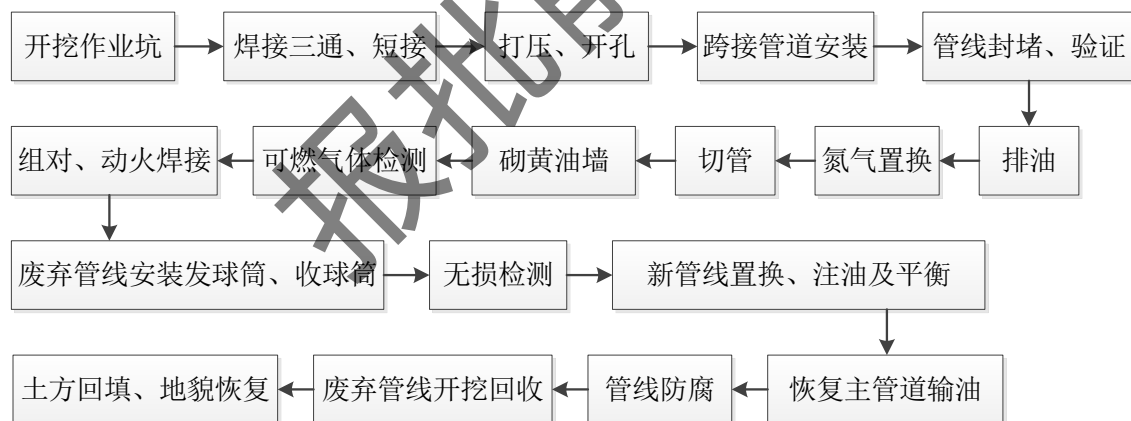 开挖作业坑
焊接三通、短接
打压、开孔
跨接管道安装
管线封堵、验证
排油
氮气置换
切管
砌黄油墙
可燃气体检测
组对、动火焊接
废弃管线安装发球筒、收球筒
无损检测
新管线置换、注油及平衡
恢复主管道输油
管线防腐
废弃管线开挖回收
土方回填、地貌恢复
报批